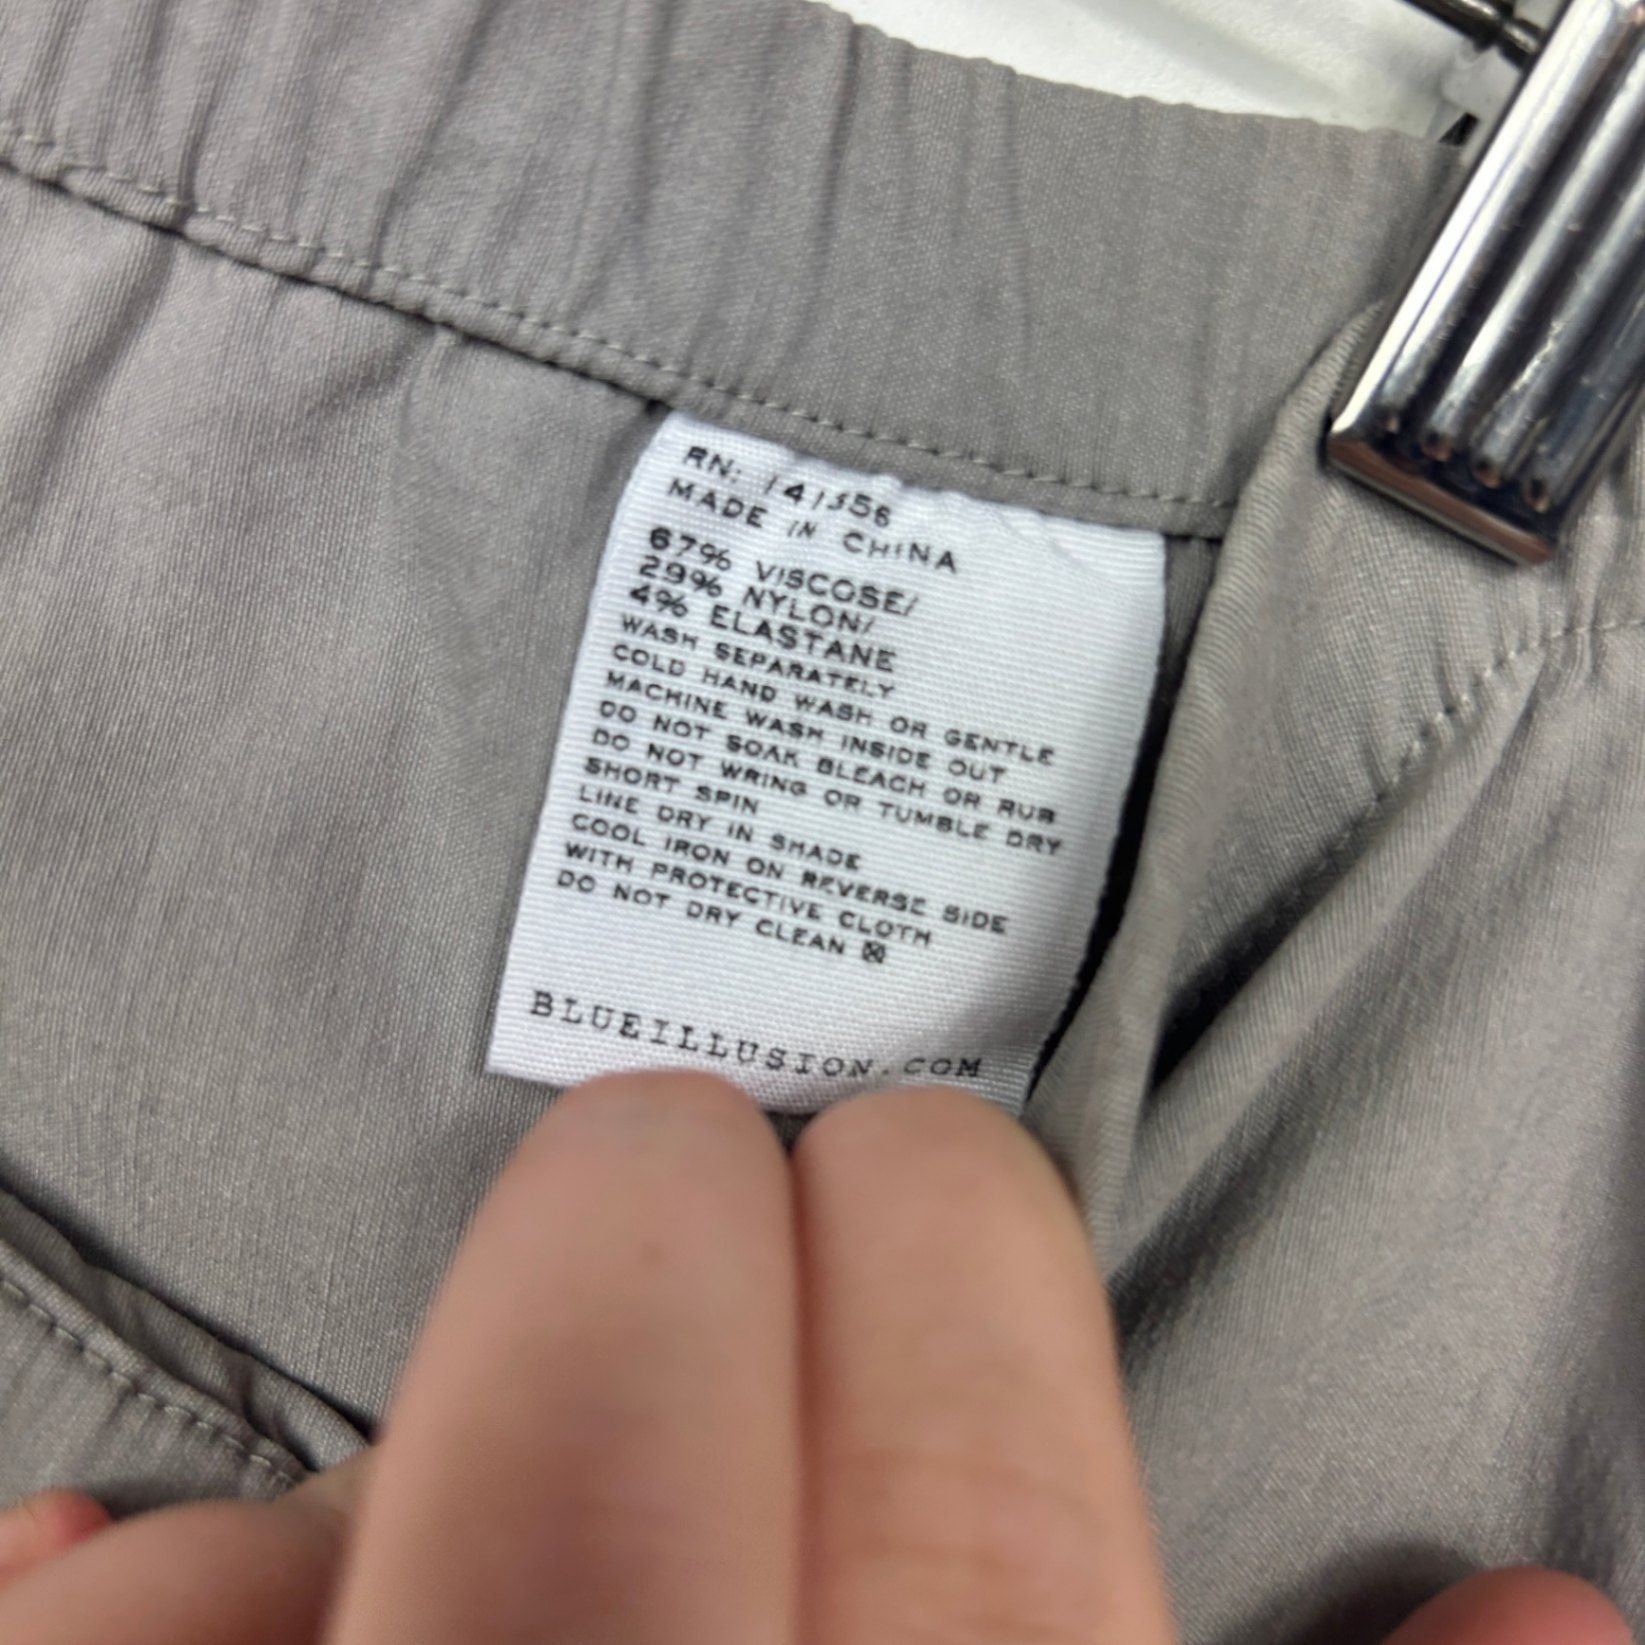 RN: 141356
MADE IN CHINA
67% VISCOSE/
29% NYLON/
4% ELASTANE
WASH SEPARATELY
COLD HAND WASH OR GENTLE
MACHINE WASH INSIDE OUT
DO NOT SOAK BLEACH OR RUB
DO NOT WRING OR TUMBLE DRY
SHORT SPIN
LINE DRY IN SHADE
COOL IRON ON REVERSE SIDE
WITH PROTECTIVE CLOTH
DO NOT DRY CLEAN
BLUEILLUSION.COM